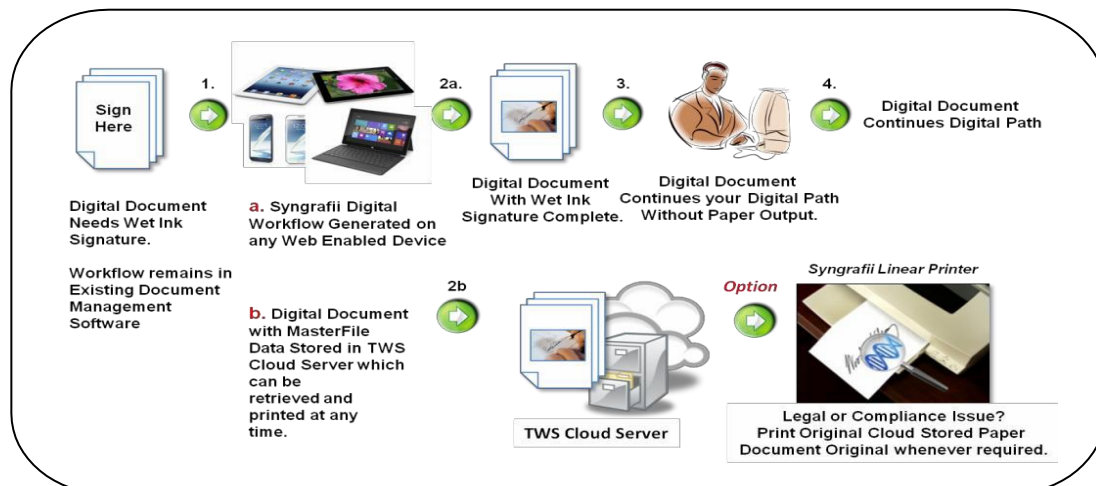 Sign
Here
1.
2a.
3.
4.
Digital Document
Continues Digital Path
Digital Document
Needs Wet Ink
Signature.
Workflow remains in
Existing Document
Management
Software
a. Syngrafii Digital
Workflow Generated on
any Web Enabled Device
Digital Document
With Wet Ink
Signature Complete.
Digital Document
Continues your Digital Path
Without Paper Output.
b. Digital Document
with MasterFile
Data Stored in TWS
Cloud Server which
can be
retrieved and
printed at any
time.
2b
TWS Cloud Server
Option
Syngrafii Linear Printer
Legal or Compliance Issue?
Print Original Cloud Stored Paper
Document Original whenever required.